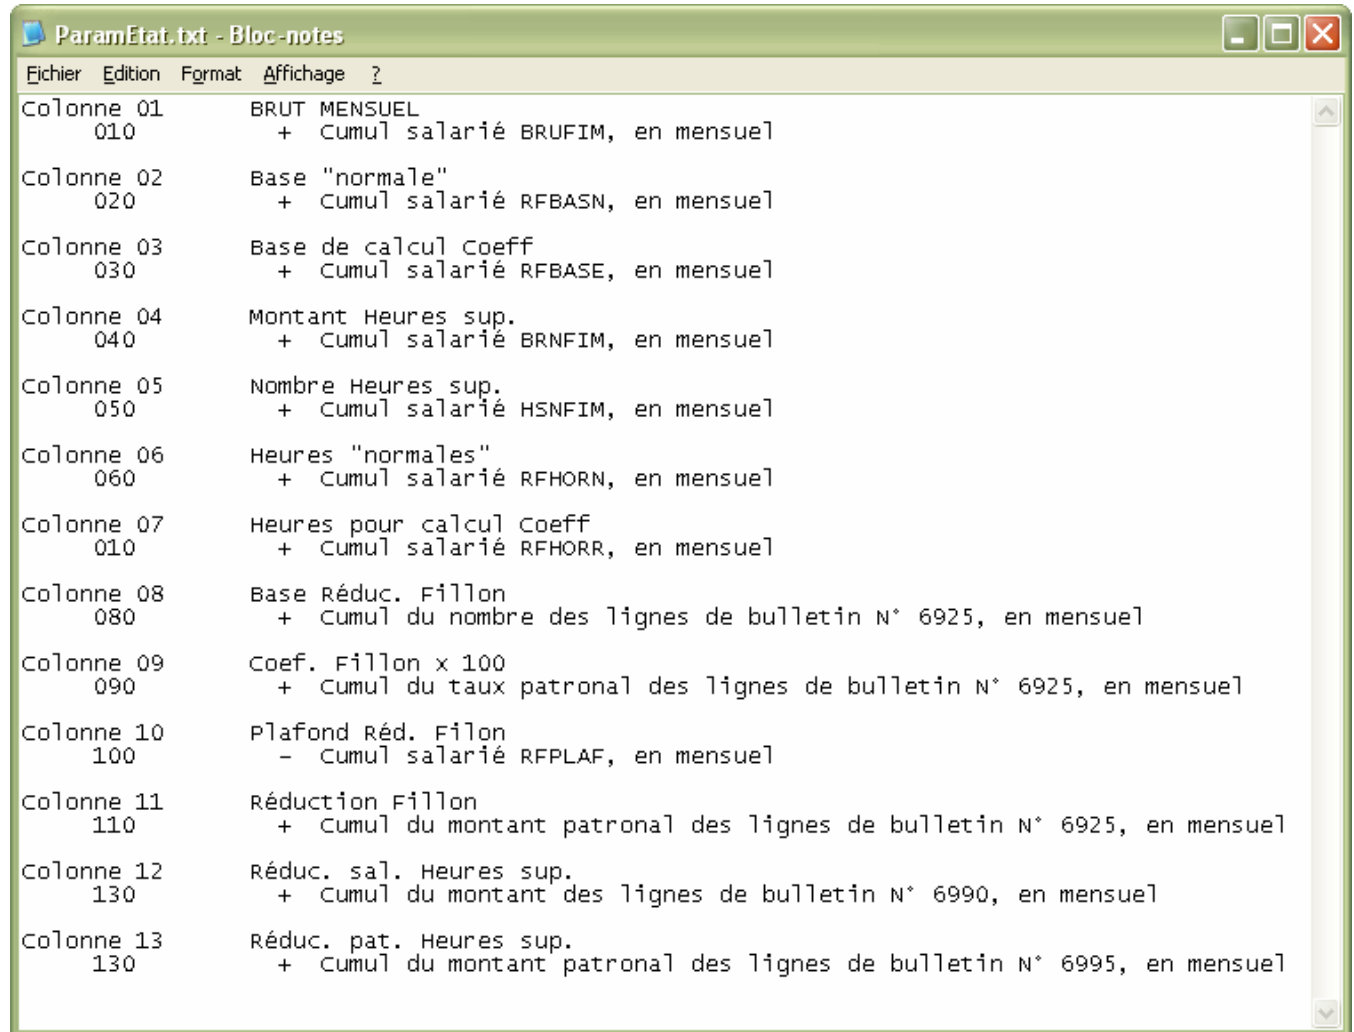 ParamEtat.txt - Bloc-notes
Fichier Edition Format Affichage ?
Colonne 01 BRUT MENSUEL
010 + Cumul salarié BRUFIM, en mensuel
Colonne 02 Base "normale"
020 + Cumul salarié RFBASN, en mensuel
Colonne 03 Base de calcul Coeff
030 + Cumul salarié RFBASE, en mensuel
Colonne 04 Montant Heures sup.
040 + Cumul salarié BRNFIM, en mensuel
Colonne 05 Nombre Heures sup.
050 + Cumul salarié HSNFIM, en mensuel
Colonne 06 Heures "normales"
060 + Cumul salarié RFHORN, en mensuel
Colonne 07 Heures pour calcul Coeff
010 + Cumul salarié RFHORR, en mensuel
Colonne 08 Base Réduc. Fillon
080 + Cumul du nombre des lignes de bulletin N° 6925, en mensuel
Colonne 09 Coef. Fillon x 100
090 + Cumul du taux patronal des lignes de bulletin N° 6925, en mensuel
Colonne 10 Plafond Réd. Filon
100 - Cumul salarié RFPLAF, en mensuel
Colonne 11 Réduction Fillon
110 + Cumul du montant patronal des lignes de bulletin N° 6925, en mensuel
Colonne 12 Réduc. sal. Heures sup.
130 + Cumul du montant des lignes de bulletin N° 6990, en mensuel
Colonne 13 Réduc. pat. Heures sup.
130 + Cumul du montant patronal des lignes de bulletin N° 6995, en mensuel